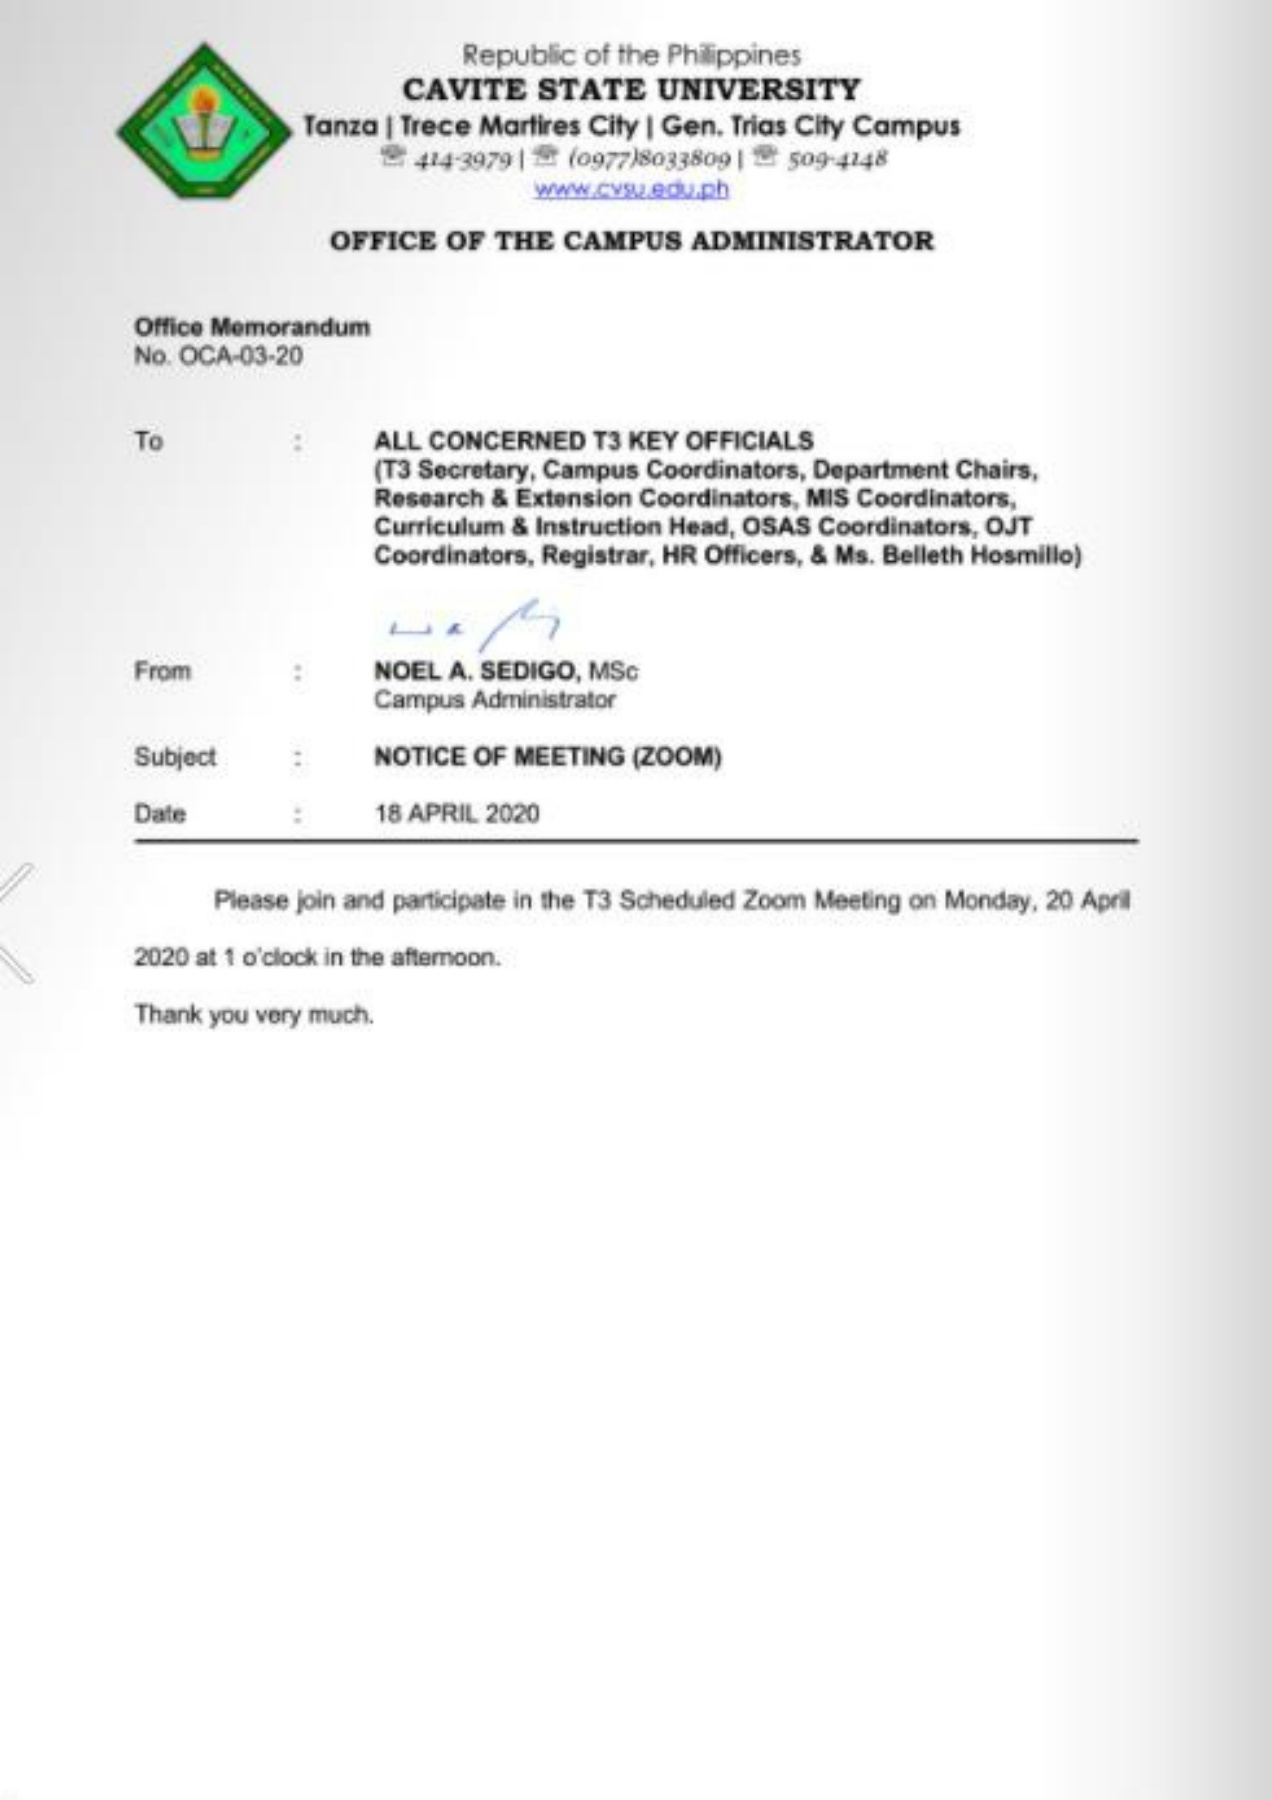 Republic of the Philippines
CAVITE STATE UNIVERSITY
Tanza | Trece Martires City | Gen. Trias City Campus
☏ 414-3979 | ☏ (0977)8033809 | ☏ 509-4148
www.cvsu.edu.ph
OFFICE OF THE CAMPUS ADMINISTRATOR
Office Memorandum
No. OCA-03-20
To : ALL CONCERNED T3 KEY OFFICIALS
(T3 Secretary, Campus Coordinators, Department Chairs,
Research & Extension Coordinators, MIS Coordinators,
Curriculum & Instruction Head, OSAS Coordinators, OJT
Coordinators, Registrar, HR Officers, & Ms. Belleth Hosmillo)
From : NOEL A. SEDIGO, MSc
Campus Administrator
Subject : NOTICE OF MEETING (ZOOM)
Date : 18 APRIL 2020
Please join and participate in the T3 Scheduled Zoom Meeting on Monday, 20 April
2020 at 1 o'clock in the afternoon.
Thank you very much.